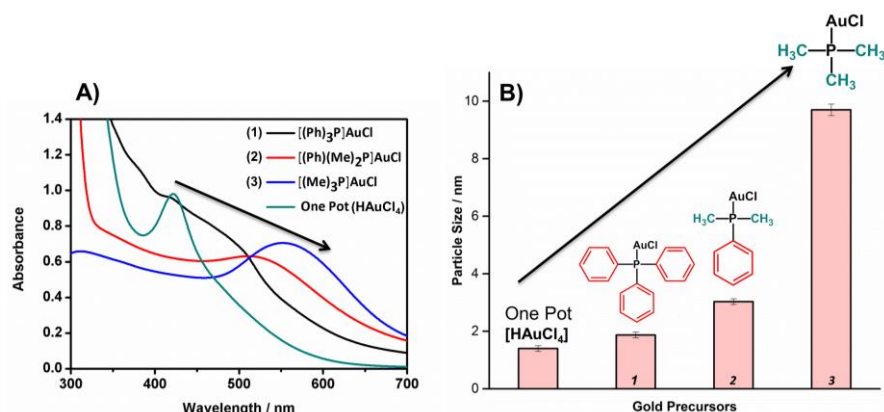 A)
1.4
1.2
1.0
0.8
0.6
0.4
0.2
0.0
Absorbance
(1) [(Ph)₃P]AuCl
(2) [(Ph)(Me)₂P]AuCl
(3) [(Me)₃P]AuCl
One Pot (HAuCl₄)
300 400 500 600 700
Wavelength / nm
B)
10
8
6
4
2
0
Particle Size / nm
One Pot
[HAuCl₄]
AuCl
P
AuCl
H₃C P CH₃
AuCl
H₃C P CH₃
CH₃
1 2 3
Gold Precursors